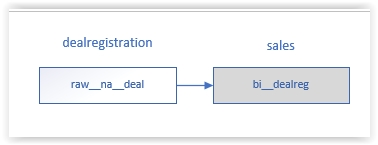 dealregistration
sales
raw__na__deal
bi__dealreg